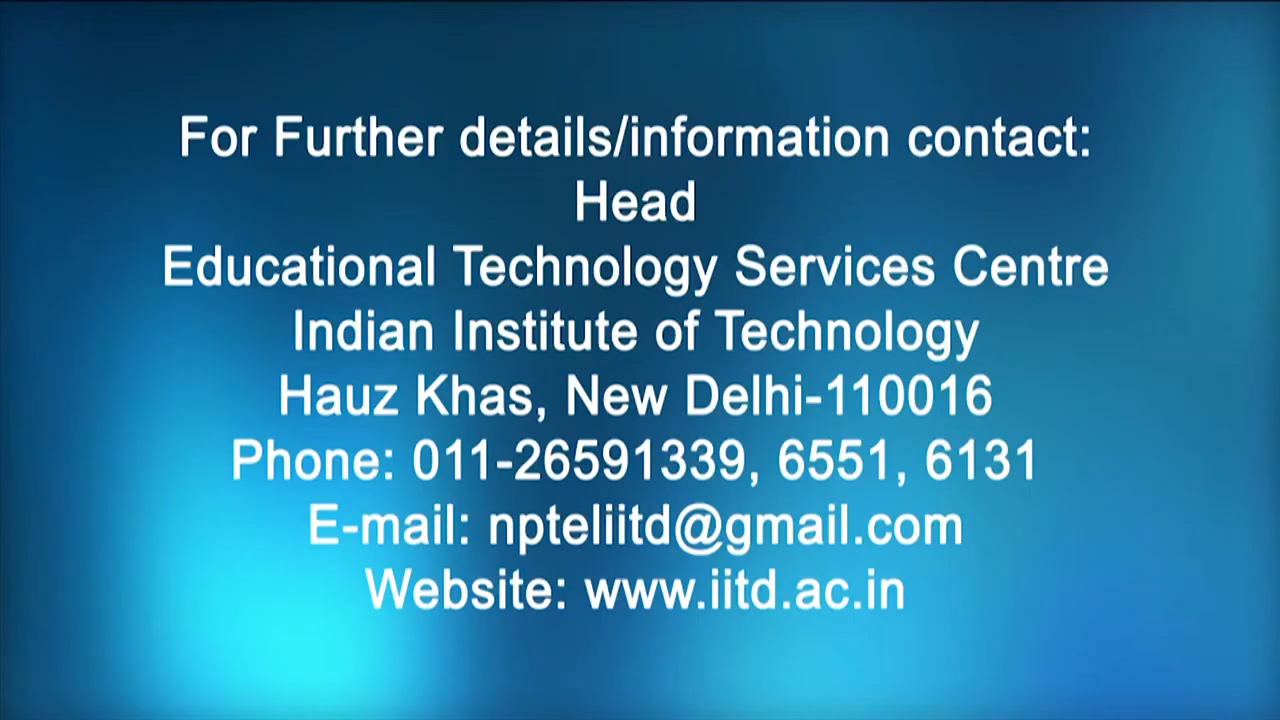 For Further details/information contact:
Head
Educational Technology Services Centre
Indian Institute of Technology
Hauz Khas, New Delhi-110016
Phone: 011-26591339, 6551, 6131
E-mail: npteliitd@gmail.com
Website: www.iitd.ac.in